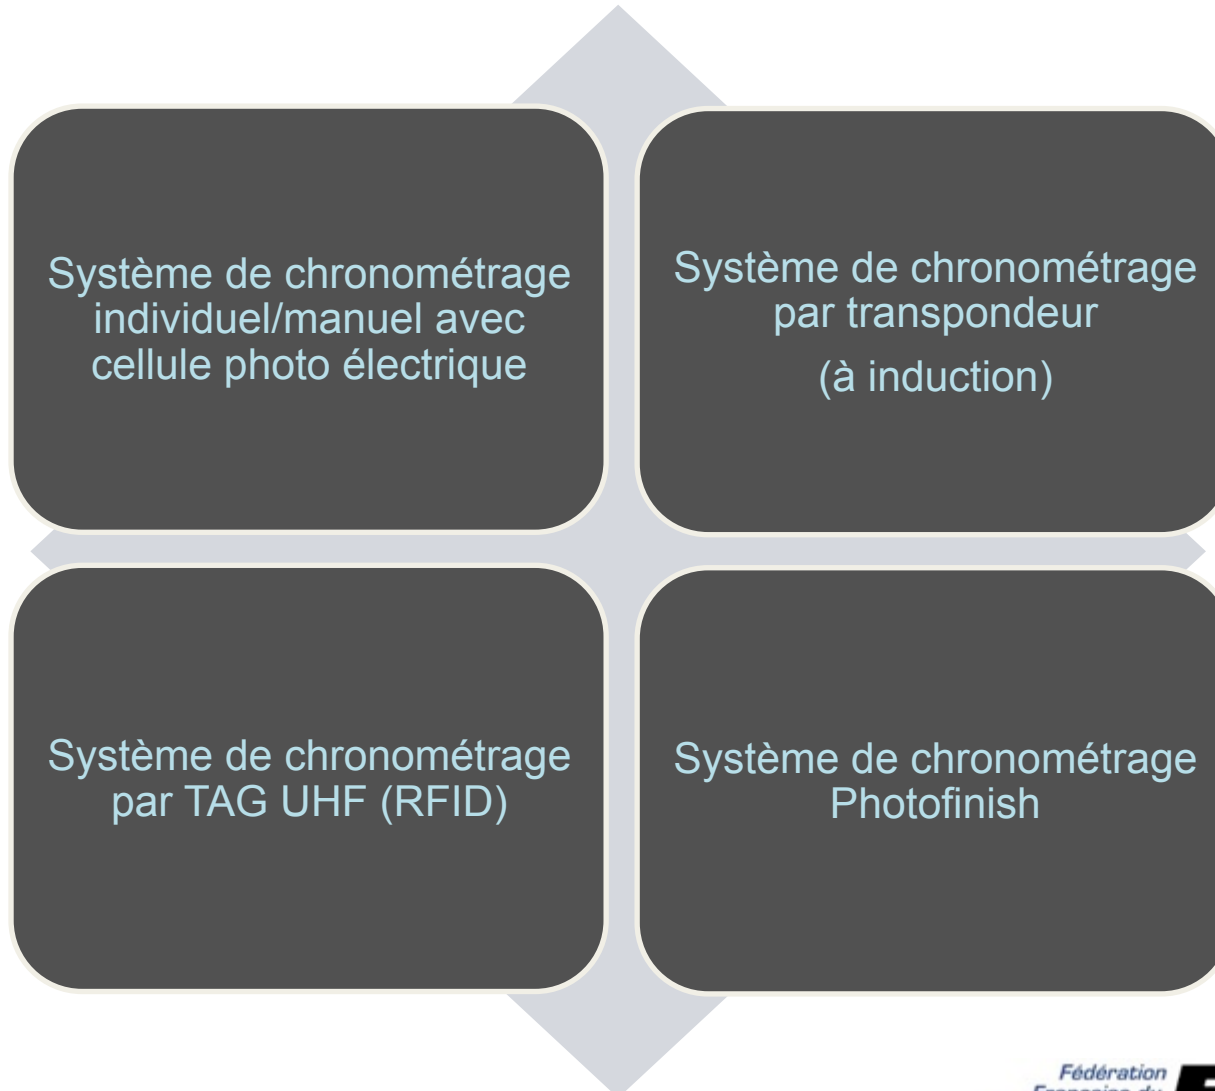 Système de chronométrage
individuel/manuel avec
cellule photo électrique
Système de chronométrage
par transpondeur
(à induction)
Système de chronométrage
par TAG UHF (RFID)
Système de chronométrage
Photofinish
Fédération